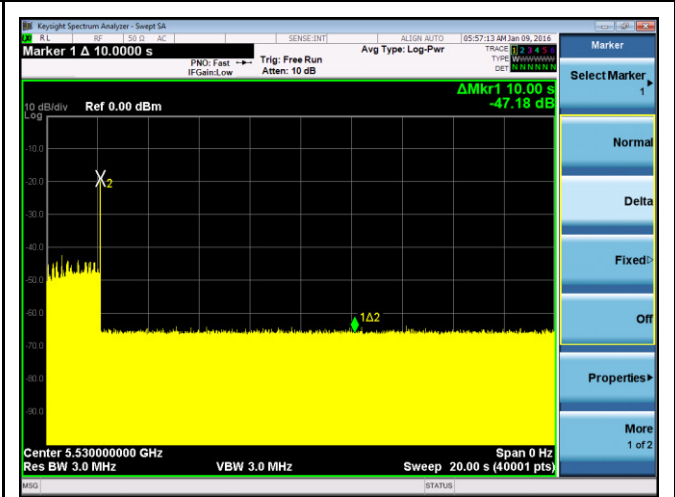 Keysight Spectrum Analyzer - Swept SA
RL RF 50 Ω AC SENSE:INT ALIGN AUTO 05:57:13 AM Jan 09, 2016
Marker 1 Δ 10.0000 s
PNO: Fast
IFGain:Low
Trig: Free Run
Atten: 10 dB
Avg Type: Log-Pwr
TRACE 1 2 3 4 5 6
TYPE WWWWWW
DET N N N N N N
ΔMkr1 10.00 s
-47.18 dB
10 dB/div Ref 0.00 dBm
Log
-10.0
-20.0
-30.0
-40.0
-50.0
-60.0
-70.0
-80.0
-90.0
2
1Δ2
Center 5.530000000 GHz Span 0 Hz
Res BW 3.0 MHz VBW 3.0 MHz Sweep 20.00 s (40001 pts)
MSG STATUS
Marker
Select Marker
1
Normal
Delta
Fixed
Off
Properties
More
1 of 2